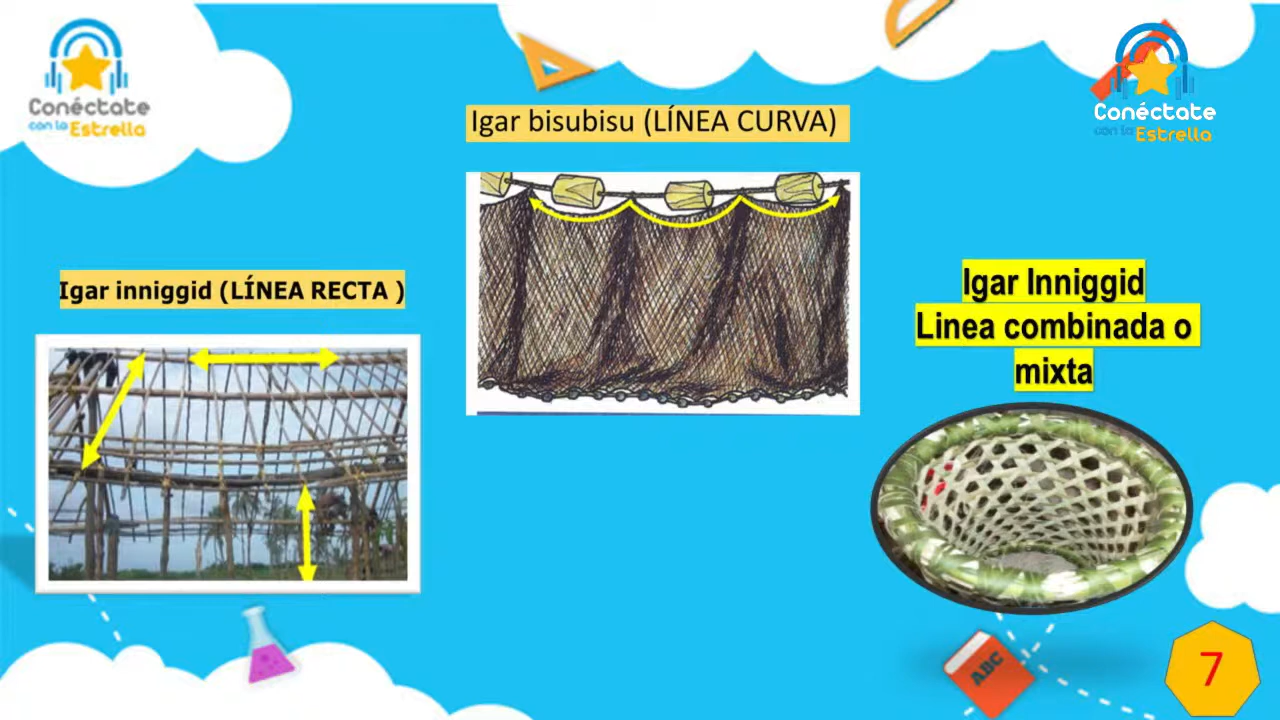 Conéctate
con la Estrella
Conéctate
con la Estrella
Igar bisubisu (LÍNEA CURVA)
Igar inniggid (LÍNEA RECTA )
Igar Inniggid
Linea combinada o
mixta
ABC
7